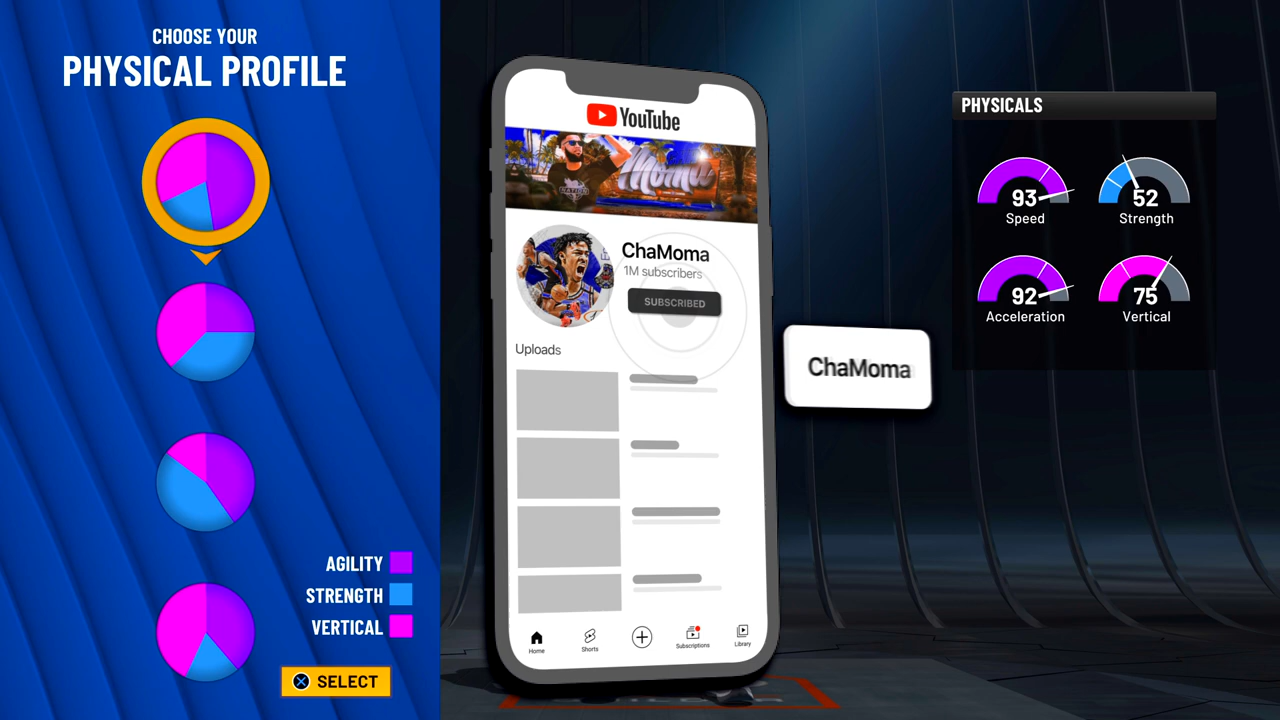 CHOOSE YOUR
PHYSICAL PROFILE
AGILITY
STRENGTH
VERTICAL
SELECT
YouTube
Moma
ChaMoma
1M subscribers
SUBSCRIBED
Uploads
Home
Shorts
Subscriptions
Library
ChaMoma
PHYSICALS
93
Speed
52
Strength
92
Acceleration
75
Vertical